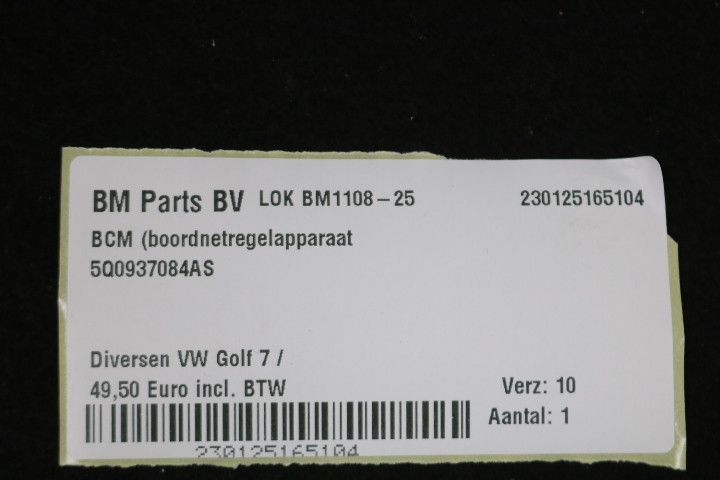 BM Parts BV LOK BM1108-25 230125165104
BCM (boordnetregelapparaat
5Q0937084AS
Diversen VW Golf 7 /
49,50 Euro incl. BTW Verz: 10
Aantal: 1
230125165104